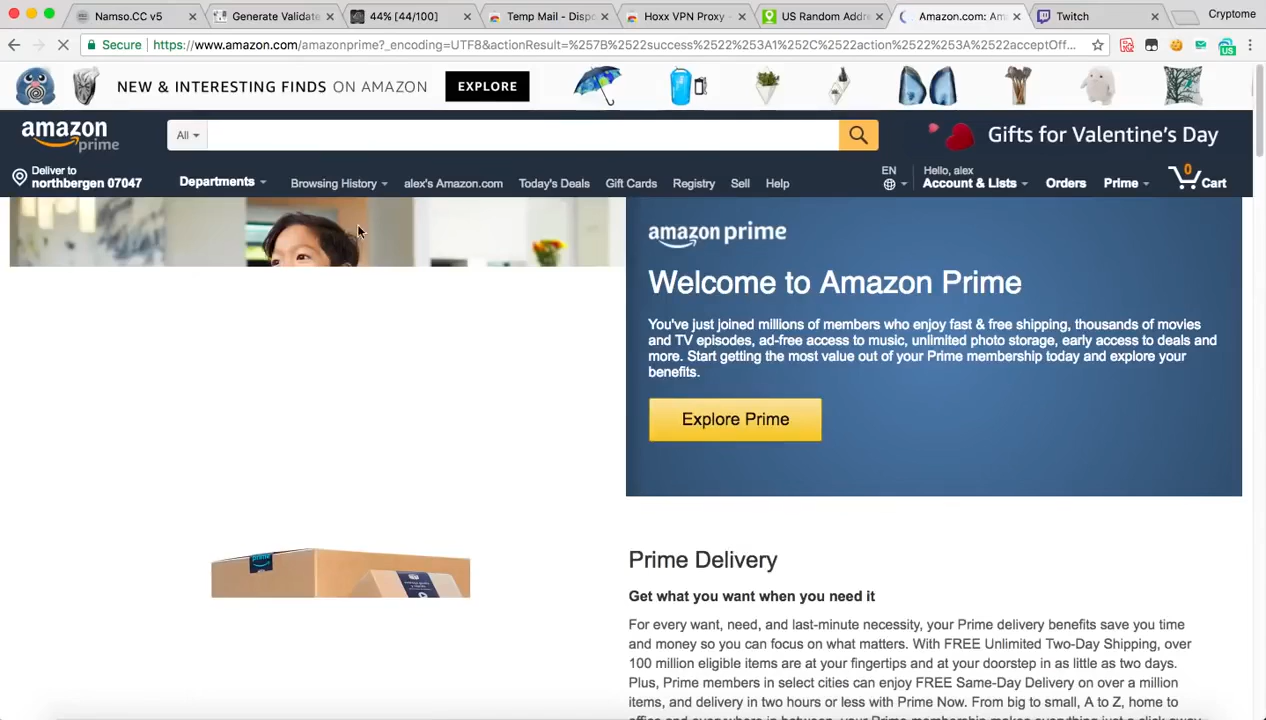 Namso.CC v5
Generate Validate
44% [44/100]
Temp Mail - Dispo
Hoxx VPN Proxy -
US Random Addre
Amazon.com: Am
Twitch
Cryptome
Secure https://www.amazon.com/amazonprime?_encoding=UTF8&actionResult=%257B%2522success%2522%253A1%252C%2522action%2522%253A%2522acceptOff...
US
NEW & INTERESTING FINDS ON AMAZON
EXPLORE
amazon prime
All
Gifts for Valentine's Day
Deliver to
northbergen 07047
Departments
Browsing History
alex's Amazon.com
Today's Deals
Gift Cards
Registry
Sell
Help
EN
Hello, alex
Account & Lists
Orders
Prime
0
Cart
amazon prime
Welcome to Amazon Prime
You've just joined millions of members who enjoy fast & free shipping, thousands of movies
and TV episodes, ad-free access to music, unlimited photo storage, early access to deals and
more. Start getting the most value out of your Prime membership today and explore your
benefits.
Explore Prime
Prime Delivery
Get what you want when you need it
For every want, need, and last-minute necessity, your Prime delivery benefits save you time
and money so you can focus on what matters. With FREE Unlimited Two-Day Shipping, over
100 million eligible items are at your fingertips and at your doorstep in as little as two days.
Plus, Prime members in select cities can enjoy FREE Same-Day Delivery on over a million
items, and delivery in two hours or less with Prime Now. From big to small, A to Z, home to